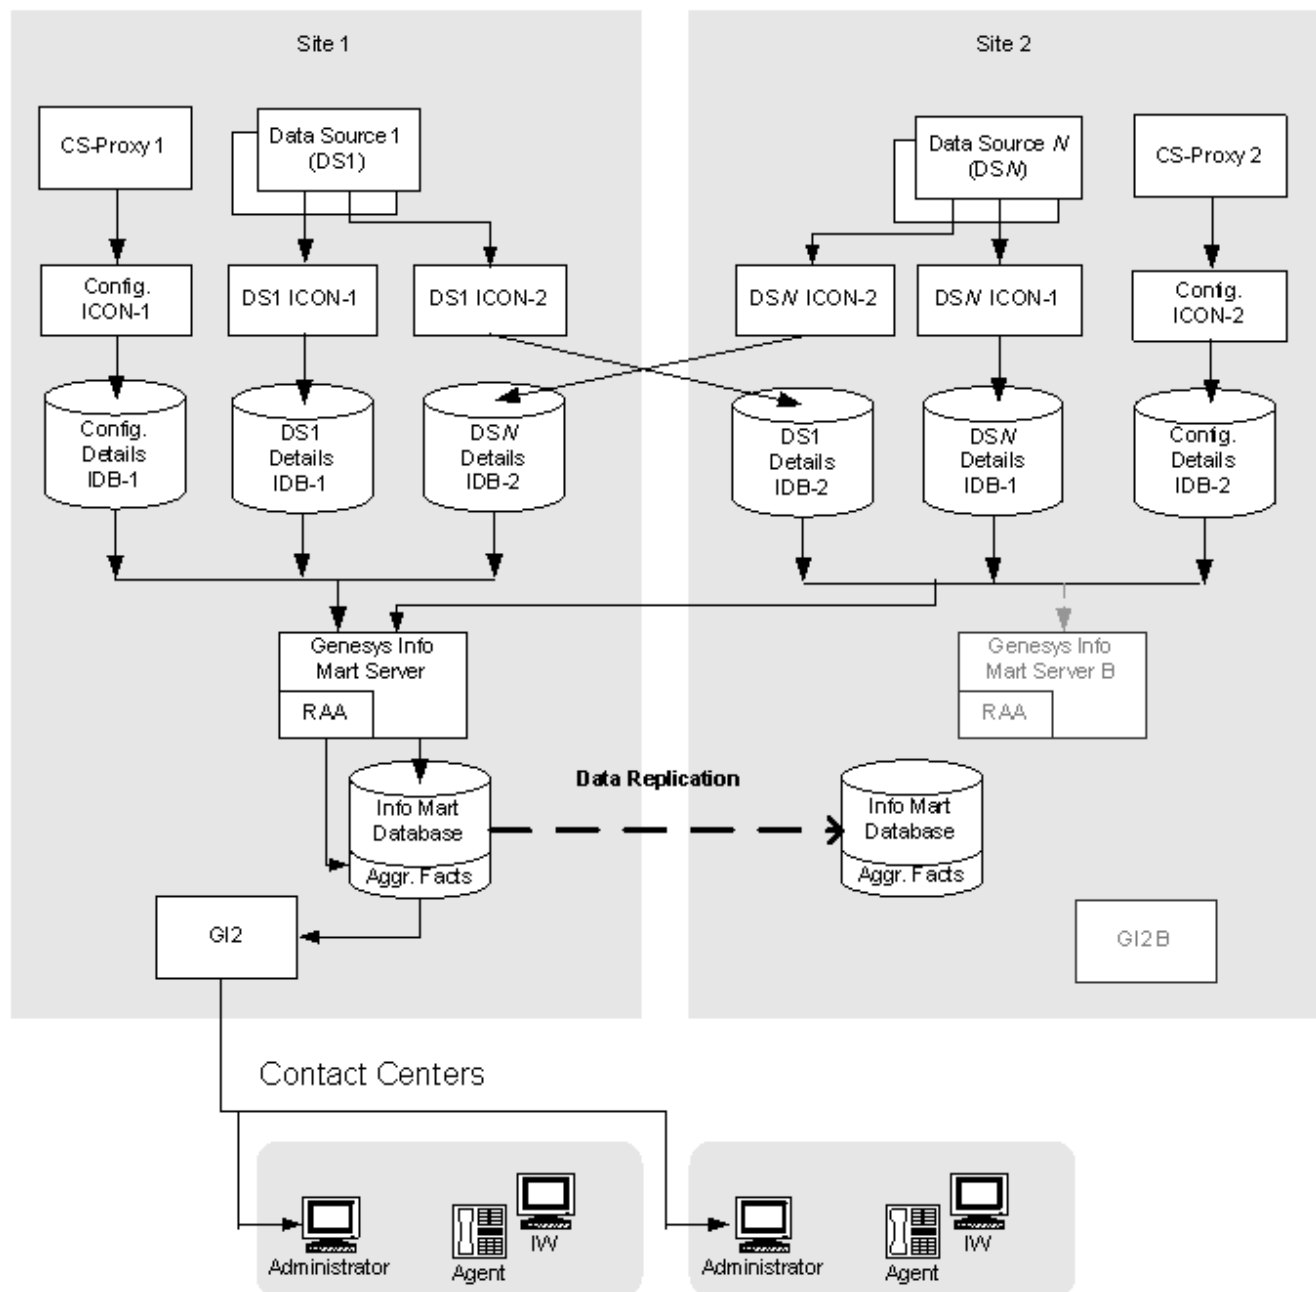 Site 1
Site 2
CS-Proxy 1
Data Source 1
(DS1)
Data Source N
(DSN)
CS-Proxy 2
Config.
ICON-1
DS1 ICON-1
DS1 ICON-2
DSN ICON-2
DSN ICON-1
Config.
ICON-2
Config.
Details
IDB-1
DS1
Details
IDB-1
DSN
Details
IDB-2
DS1
Details
IDB-2
DSN
Details
IDB-1
Config.
Details
IDB-2
Genesys Info
Mart Server
RAA
Genesys Info
Mart Server B
RAA
Data Replication
Info Mart
Database
Aggr. Facts
Info Mart
Database
Aggr. Facts
GI2
GI2 B
Contact Centers
Administrator
Agent
IW
Administrator
Agent
IW